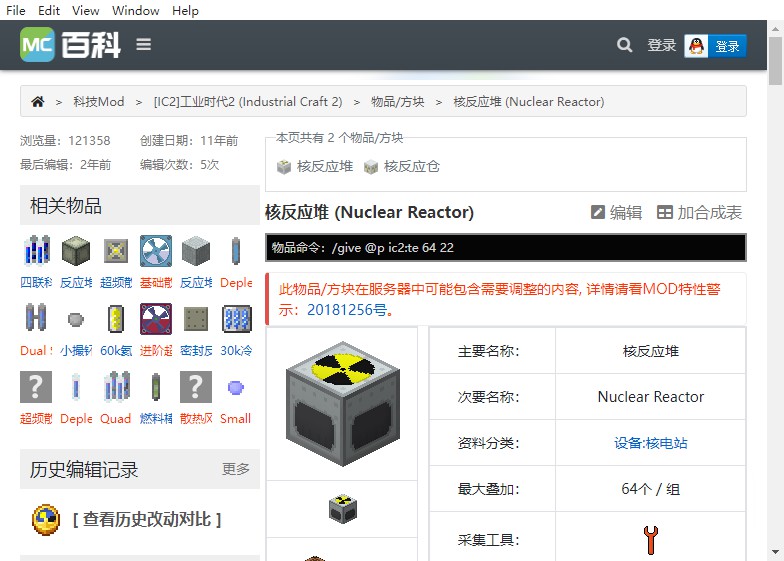 File Edit View Window Help
MC 百科
登录 登录
> 科技Mod > [IC2]工业时代2 (Industrial Craft 2) > 物品/方块 > 核反应堆 (Nuclear Reactor)
浏览量：121358 创建日期：11年前
最后编辑：2年前 编辑次数：5次
本页共有 2 个物品/方块
核反应堆 核反应仓
相关物品
四联科 反应堆 超频散 基础散 反应堆 Deple
Dual 小撮钚 60k氦 进阶超 密封反 30k冷
超频散 Deple Quad 燃料棒 散热风 Small
历史编辑记录 更多
[ 查看历史改动对比 ]
核反应堆 (Nuclear Reactor) 编辑 加合成表
物品命令：/give @p ic2:te 64 22
此物品/方块在服务器中可能包含需要调整的内容, 详情请看MOD特性警
示：20181256号。
主要名称： 核反应堆
次要名称： Nuclear Reactor
资料分类： 设备:核电站
最大叠加： 64个 / 组
采集工具：